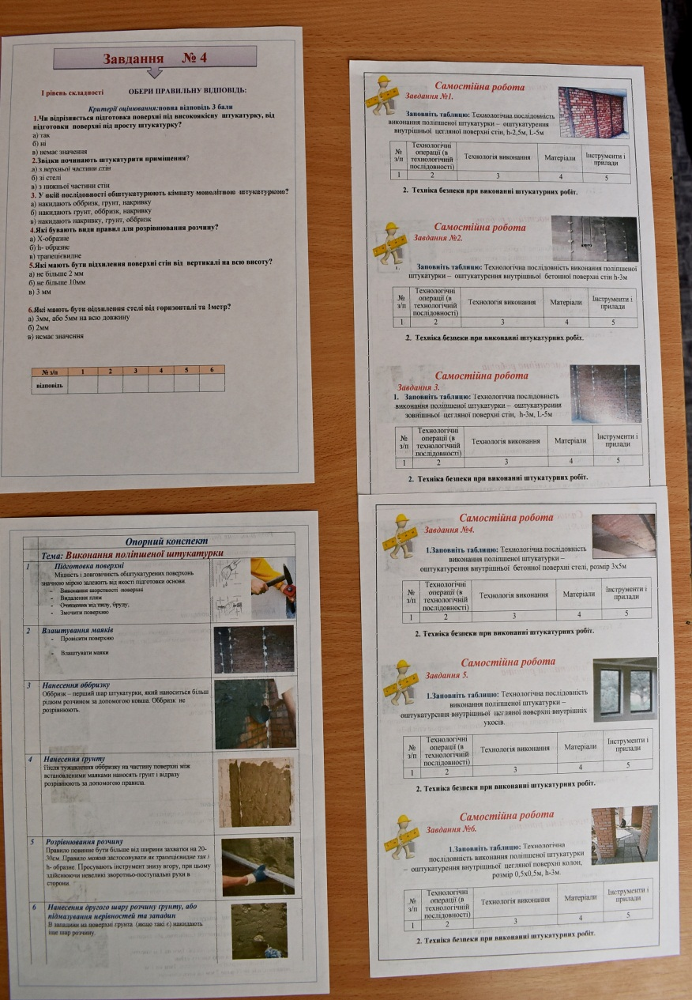 Завдання № 4
І рівень складності ОБЕРИ ПРАВИЛЬНУ ВІДПОВІДЬ:
Критерії оцінювання:повна відповідь 3 бали
1.Чи відрізняється підготовка поверхні під високоякісну штукатурку, від
підготовки поверхні під просту штукатурку?
а) так
б) ні
в) немає значення
2.Звідки починають штукатурити приміщення?
а) з верхньої частини стін
б) зі стелі
в) з нижньої частини стін
3. У якій послідовності обштукатурюють кімнату монолітною штукатуркою?
а) накидають оббризк, грунт, накривку
б) накидають грунт, оббризк, накривку
в) накидають накривку, грунт, оббризк
4.Які бувають види правил для розрівнювання розчину?
а) Х-образне
б) h- образне
в) трапецієвидне
5.Які мають бути відхилення поверхні стін від вертикалі на всю висоту?
а) не більше 2 мм
б) не більше 10мм
в) 3 мм
6.Які мають бути відхилення стелі від горизонталі та 1метр?
а) 3мм, або 5мм на всю довжину
б) 2мм
в) немає значення
№ з/п 1 2 3 4 5 6
відповідь
Опорний конспект
Тема: Виконання поліпшеної штукатурки
1 Підготовка поверхні
Міцність і довговічність обштукатурених поверхонь
значною мірою залежить від якості підготовки основи.
- Виконання шорсткості поверхні
- Видалення плям
- Очищення від пилу, бруду;
- Змочити поверхню
2 Влаштування маяків
- Провісити поверхню
- Влаштувати маяки
3 Нанесення оббризку
Оббризк – перший шар штукатурки, який наноситься більш
рідким розчином за допомогою ковша. Оббризк не
розрівнюють.
4 Нанесення грунту
Після тужавлення оббризку на частину поверхні між
встановленими маяками наносять грунт і відразу
розрівнюють за допомогою правила.
5 Розрівнювання розчину
Правило повинне бути більше від ширини захватки на 20-
30см.Правило можна застосовувати як трапецієвидне так і
h- образне. Просувають інструмент знизу вгору, при цьому
здійснюючи невеликі зворотно-поступальні рухи в
сторони.
6 Нанесення другого шару розчину грунту, або
підмазування нерівностей та западин
В западини на поверхні грунта (якщо такі є) накидають
іще шар розчину.
Самостійна робота
Завдання №1.
Заповніть таблицю: Технологічна послідовність
виконання поліпшеної штукатурки – оштукатурення
внутрішньої цегляної поверхні стін, h-2,5м, L-5м
№ з/п Технологічні операції (в технологічній послідовності) Технологія виконання Матеріали Інструменти і прилади
1 2 3 4 5
2. Техніка безпеки при виконанні штукатурних робіт.
Самостійна робота
Завдання №2.
1. Заповніть таблицю: Технологічна послідовність виконання поліпшеної
штукатурки – оштукатурення внутрішньої бетонної поверхні стін h-3м
№ з/п Технологічні операції (в технологічній послідовності) Технологія виконання Матеріали Інструменти і прилади
1 2 3 4 5
2. Техніка безпеки при виконанні штукатурних робіт.
Самостійна робота
Завдання 3.
1. Заповніть таблицю: Технологічна послідовність
виконання поліпшеної штукатурки – оштукатурення
зовнішньої цегляної поверхні стін, h-3м, L-5м
№ з/п Технологічні операції (в технологічній послідовності) Технологія виконання Матеріали Інструменти і прилади
1 2 3 4 5
2. Техніка безпеки при виконанні штукатурних робіт.
Самостійна робота
Завдання №4.
1.Заповніть таблицю: Технологічна послідовність
виконання поліпшеної штукатурки –
оштукатурення внутрішньої бетонної поверхні стелі, розмір 3х5м
№ з/п Технологічні операції (в технологічній послідовності) Технологія виконання Матеріали Інструменти і прилади
1 2 3 4 5
2. Техніка безпеки при виконанні штукатурних робіт.
Самостійна робота
Завдання 5.
1.Заповніть таблицю: Технологічна послідовність
виконання поліпшеної штукатурки –
оштукатурення внутрішньої цегляної поверхні внутрішніх
укосів.
№ з/п Технологічні операції (в технологічній послідовності) Технологія виконання Матеріали Інструменти і прилади
1 2 3 4 5
2. Техніка безпеки при виконанні штукатурних робіт.
Самостійна робота
Завдання №6.
1.Заповніть таблицю: Технологічна
послідовність виконання поліпшеної штукатурки
– оштукатурення внутрішньої цегляної поверхні колон,
розмір 0,5х0,5м, h-3м.
№ з/п Технологічні операції (в технологічній послідовності) Технологія виконання Матеріали Інструменти і прилади
1 2 3 4 5
2. Техніка безпеки при виконанні штукатурних робіт.